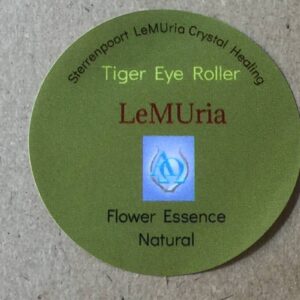 Sterrenpoort LeMUria Crystal Healing
Tiger Eye Roller
LeMUria
Flower Essence
Natural